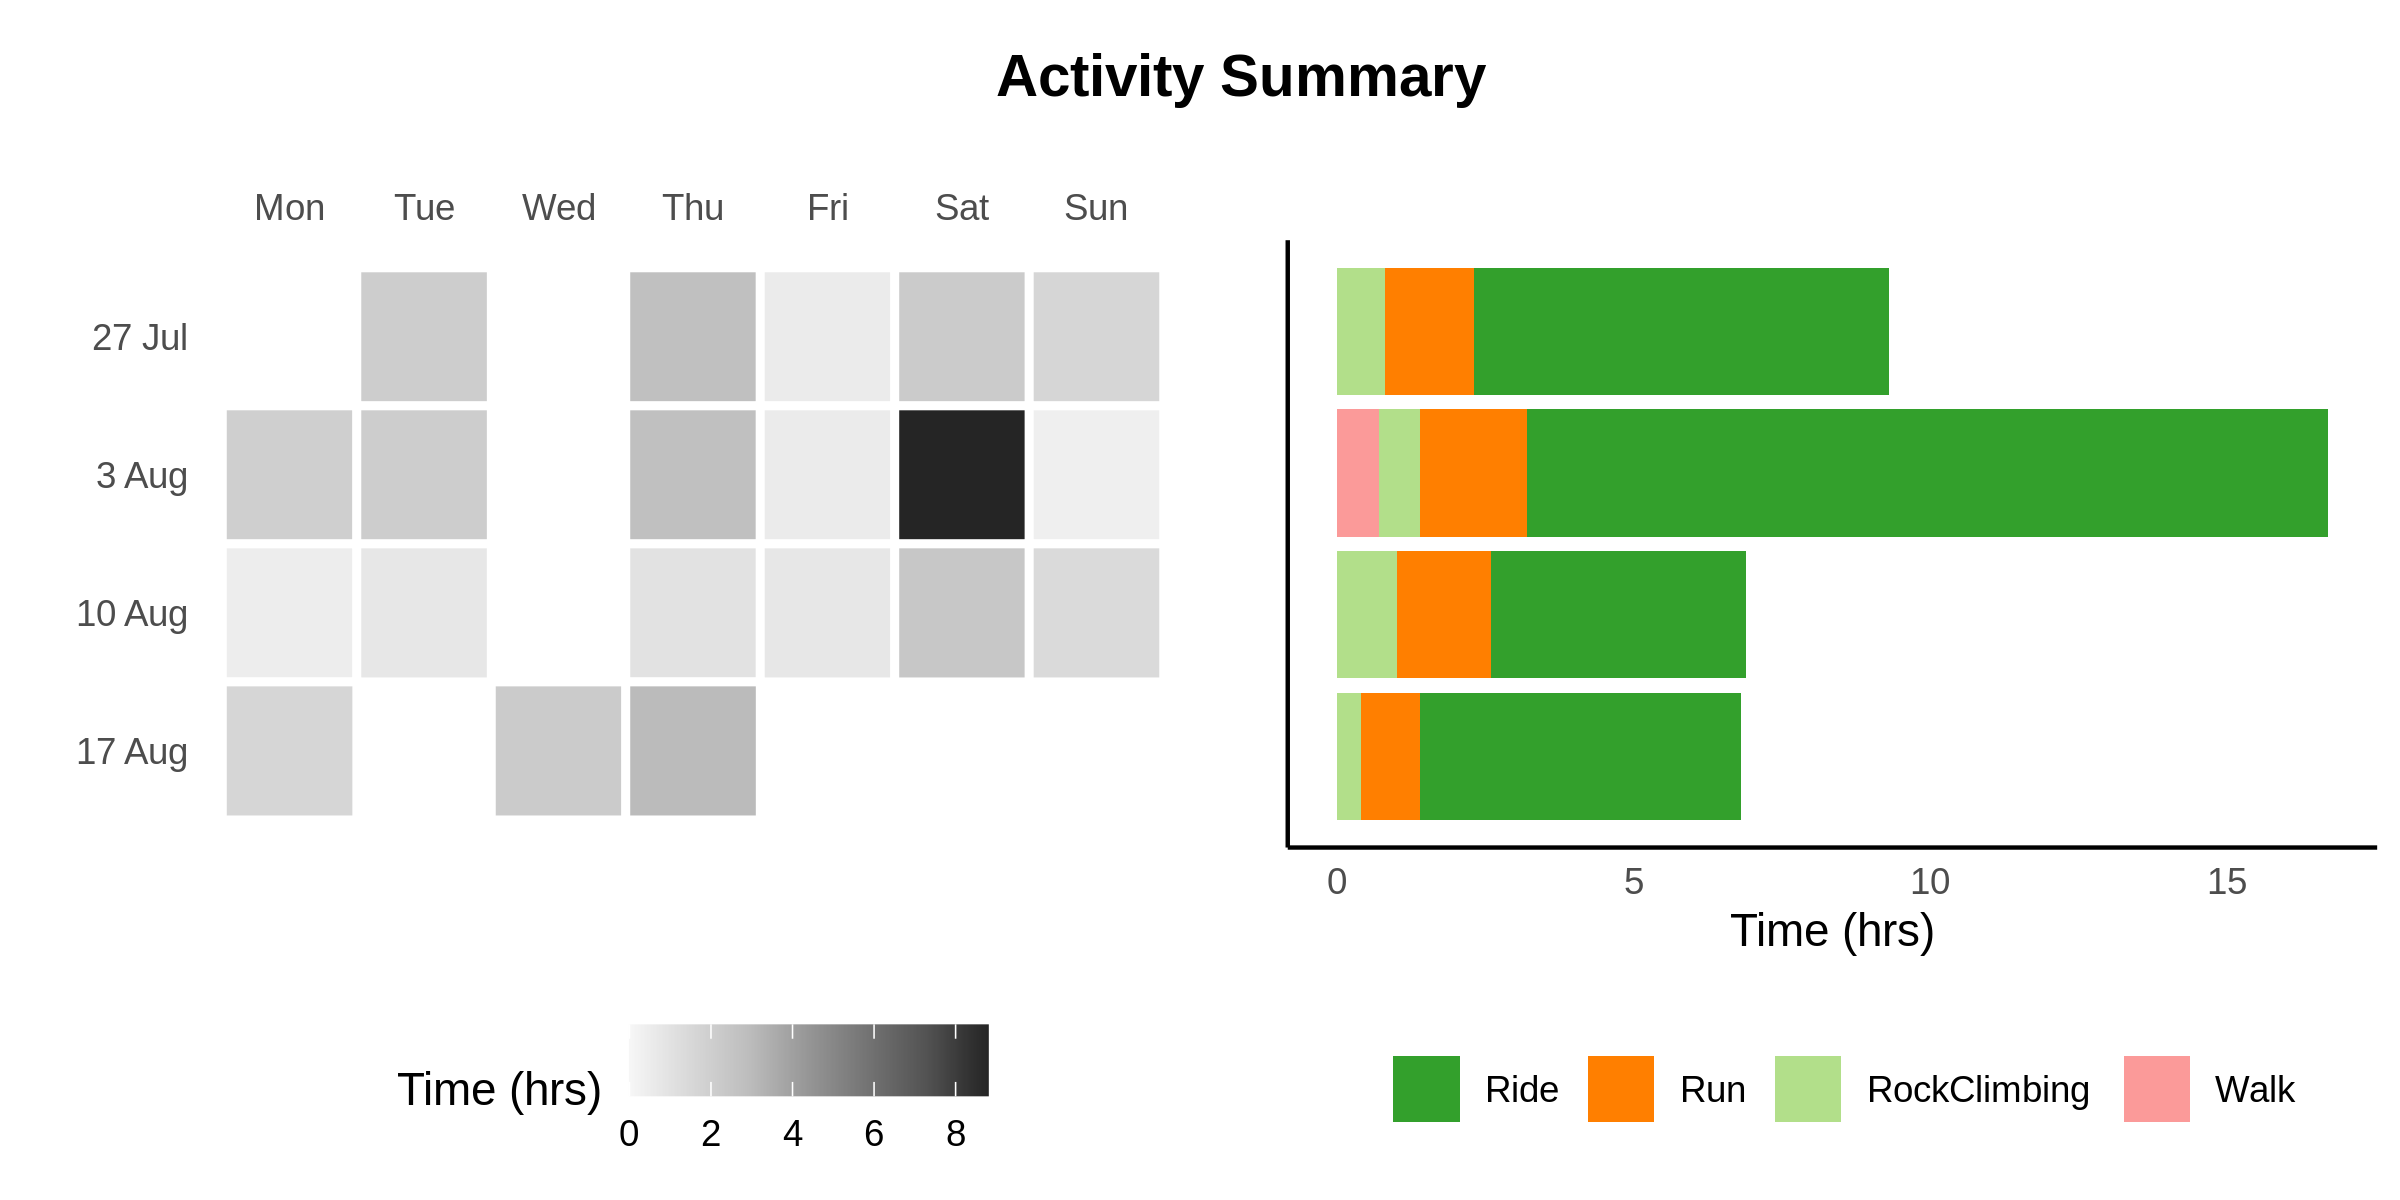 Activity Summary
Mon Tue Wed Thu Fri Sat Sun
27 Jul
3 Aug
10 Aug
17 Aug
0 5 10 15
Time (hrs)
Time (hrs)
0 2 4 6 8
Ride Run RockClimbing Walk